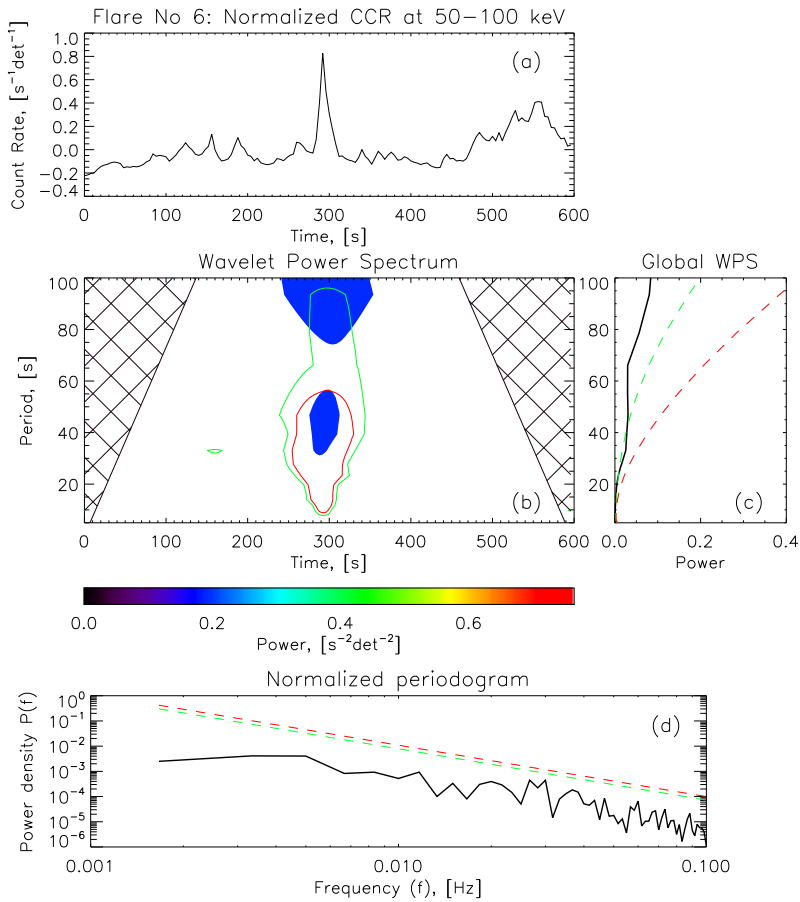 Flare No 6: Normalized CCR at 50−100 keV
Count Rate, [s⁻¹det⁻¹]
1.0
0.8
0.6
0.4
0.2
0.0
−0.2
−0.4
(a)
0 100 200 300 400 500 600
Time, [s]
Wavelet Power Spectrum
Global WPS
Period, [s]
100
80
60
40
20
(b)
0 100 200 300 400 500 600
Time, [s]
100
80
60
40
20
(c)
0.0 0.2 0.4
Power
0.0 0.2 0.4 0.6
Power, [s⁻²det⁻²]
Normalized periodogram
Power density P(f)
10⁰
10⁻¹
10⁻²
10⁻³
10⁻⁴
10⁻⁵
10⁻⁶
(d)
0.001 0.010 0.100
Frequency (f), [Hz]